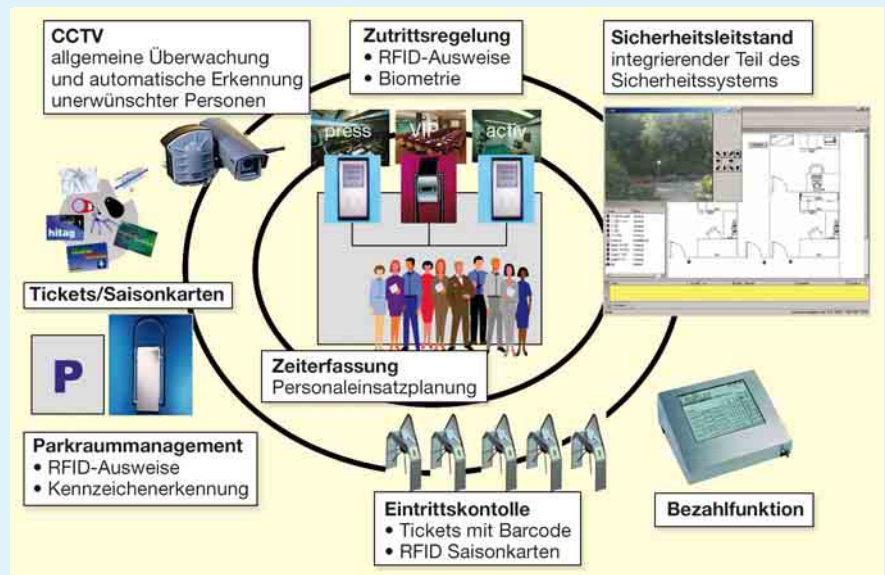 CCTV
allgemeine Überwachung
und automatische Erkennung
unerwünschter Personen
Zutrittsregelung
• RFID-Ausweise
• Biometrie
Sicherheitsleitstand
integrierender Teil des
Sicherheitssystems
press VIP activ
hitag
Tickets/Saisonkarten
P
Zeiterfassung
Personaleinsatzplanung
Parkraummanagement
• RFID-Ausweise
• Kennzeichenerkennung
Eintrittskontolle
• Tickets mit Barcode
• RFID Saisonkarten
Bezahlfunktion